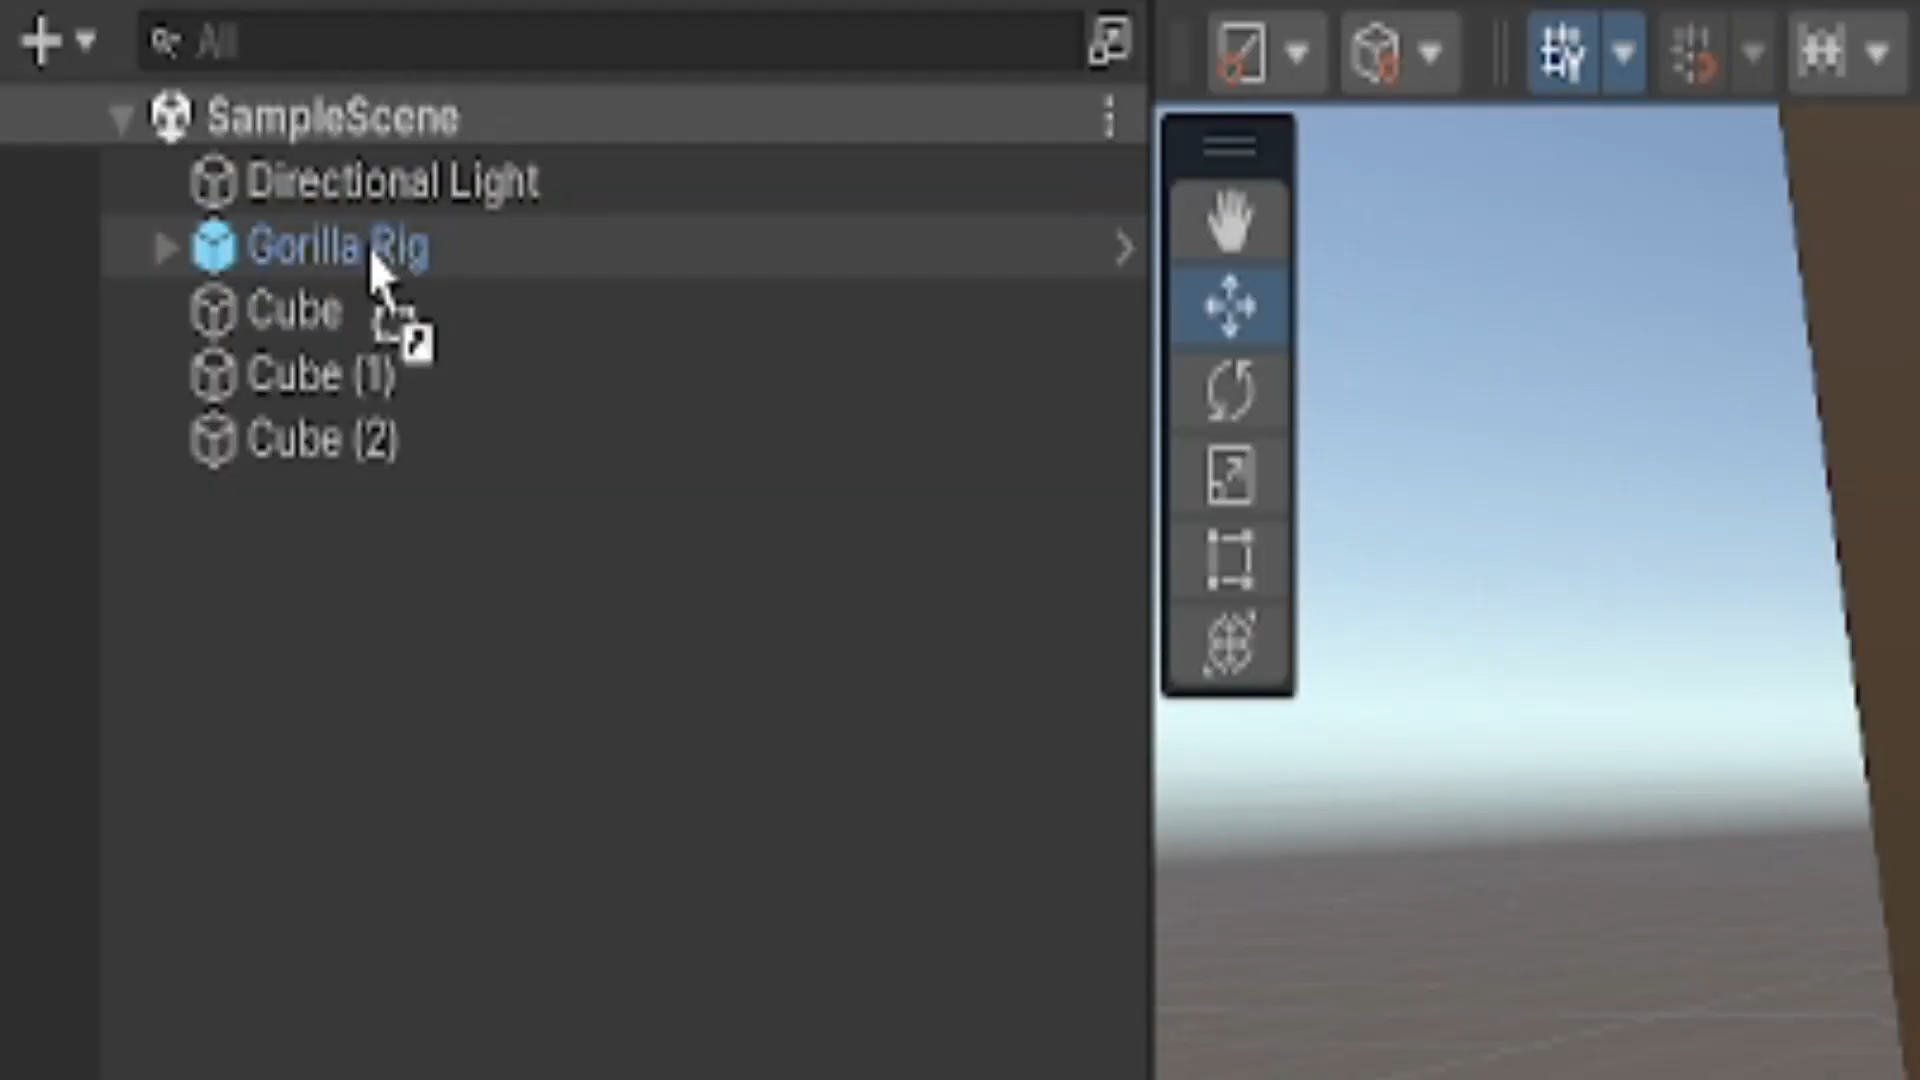 All
SampleScene
Directional Light
Gorilla Rig
Cube
Cube (1)
Cube (2)